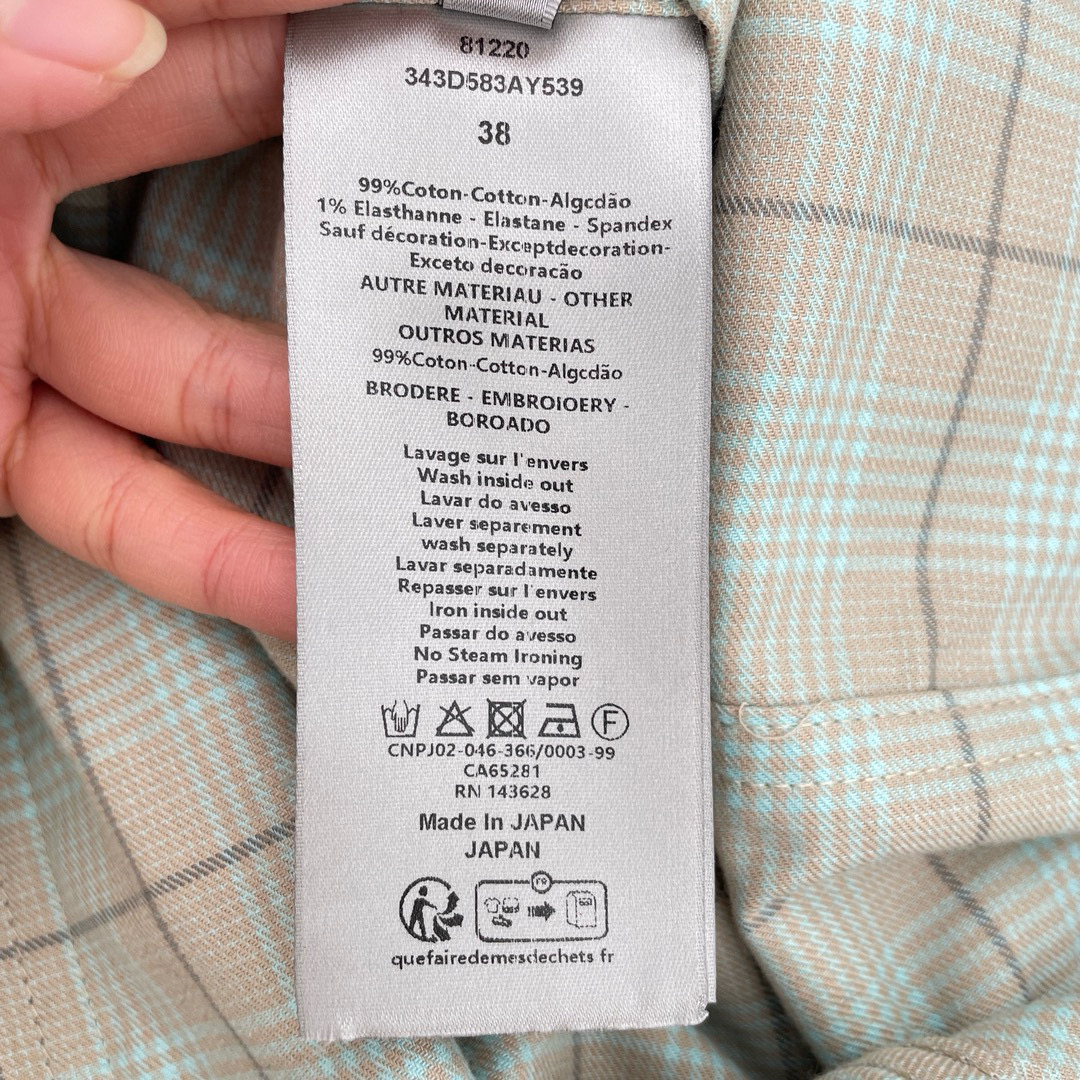 81220
343D583AY539
38
99%Coton-Cotton-Algcdão
1% Elasthanne - Elastane - Spandex
Sauf décoration-Exceptdecoration-
Exceto decoracão
AUTRE MATERIAU - OTHER
MATERIAL
OUTROS MATERIAS
99%Coton-Cotton-Algcdão
BRODERE - EMBROIOERY -
BOROADO
Lavage sur l'envers
Wash inside out
Lavar do avesso
Laver separement
wash separately
Lavar separadamente
Repasser sur l'envers
Iron inside out
Passar do avesso
No Steam Ironing
Passar sem vapor
F
CNPJ02-046-366/0003-99
CA65281
RN 143628
Made In JAPAN
JAPAN
FR
quefairedemesdechets fr